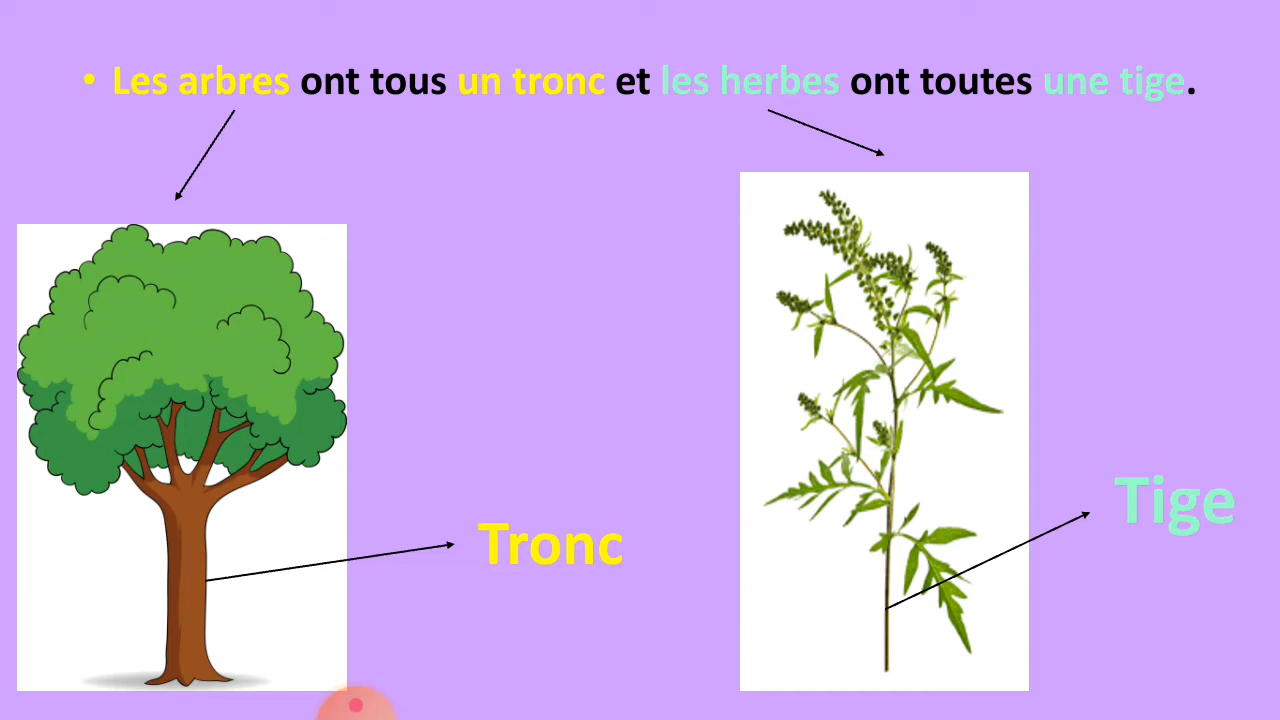 • Les arbres ont tous un tronc et les herbes ont toutes une tige.
Tige
Tronc